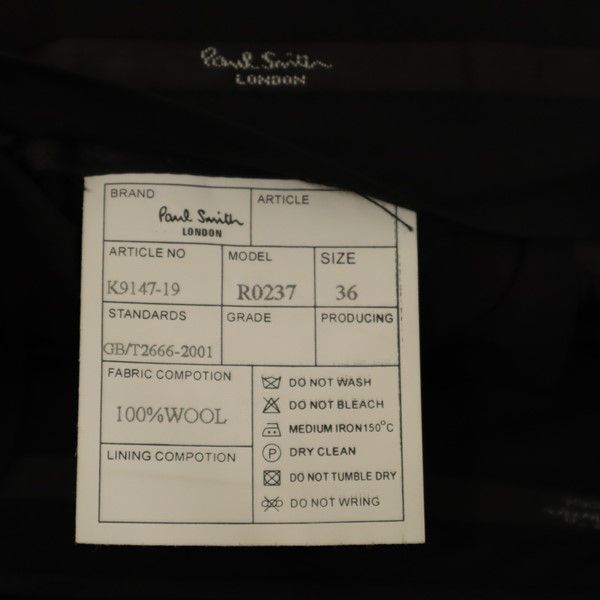 Paul Smith
LONDON
BRAND
Paul Smith
LONDON
ARTICLE
ARTICLE NO
K9147-19
MODEL
R0237
SIZE
36
STANDARDS
GB/T2666-2001
GRADE
PRODUCING
FABRIC COMPOTION
100%WOOL
LINING COMPOTION
DO NOT WASH
DO NOT BLEACH
MEDIUM IRON 150°C
P DRY CLEAN
DO NOT TUMBLE DRY
DO NOT WRING